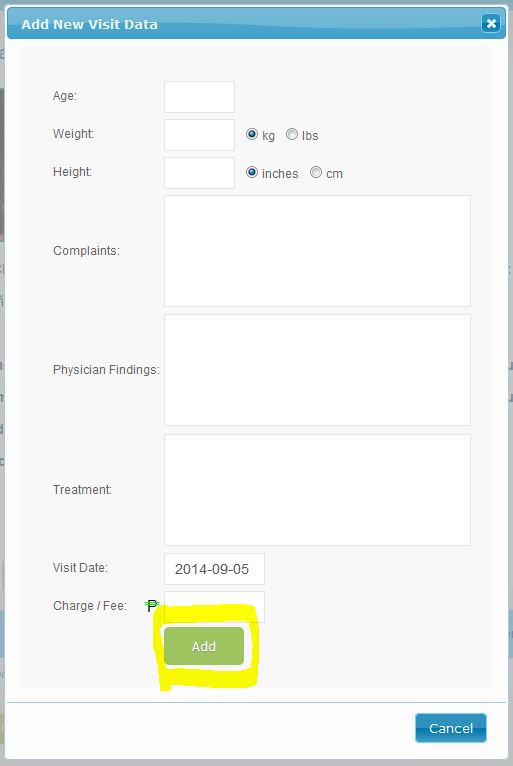 Add New Visit Data
Age:
Weight: kg lbs
Height: inches cm
Complaints:
Physician Findings:
Treatment:
Visit Date: 2014-09-05
Charge / Fee: ₱
Add
Cancel